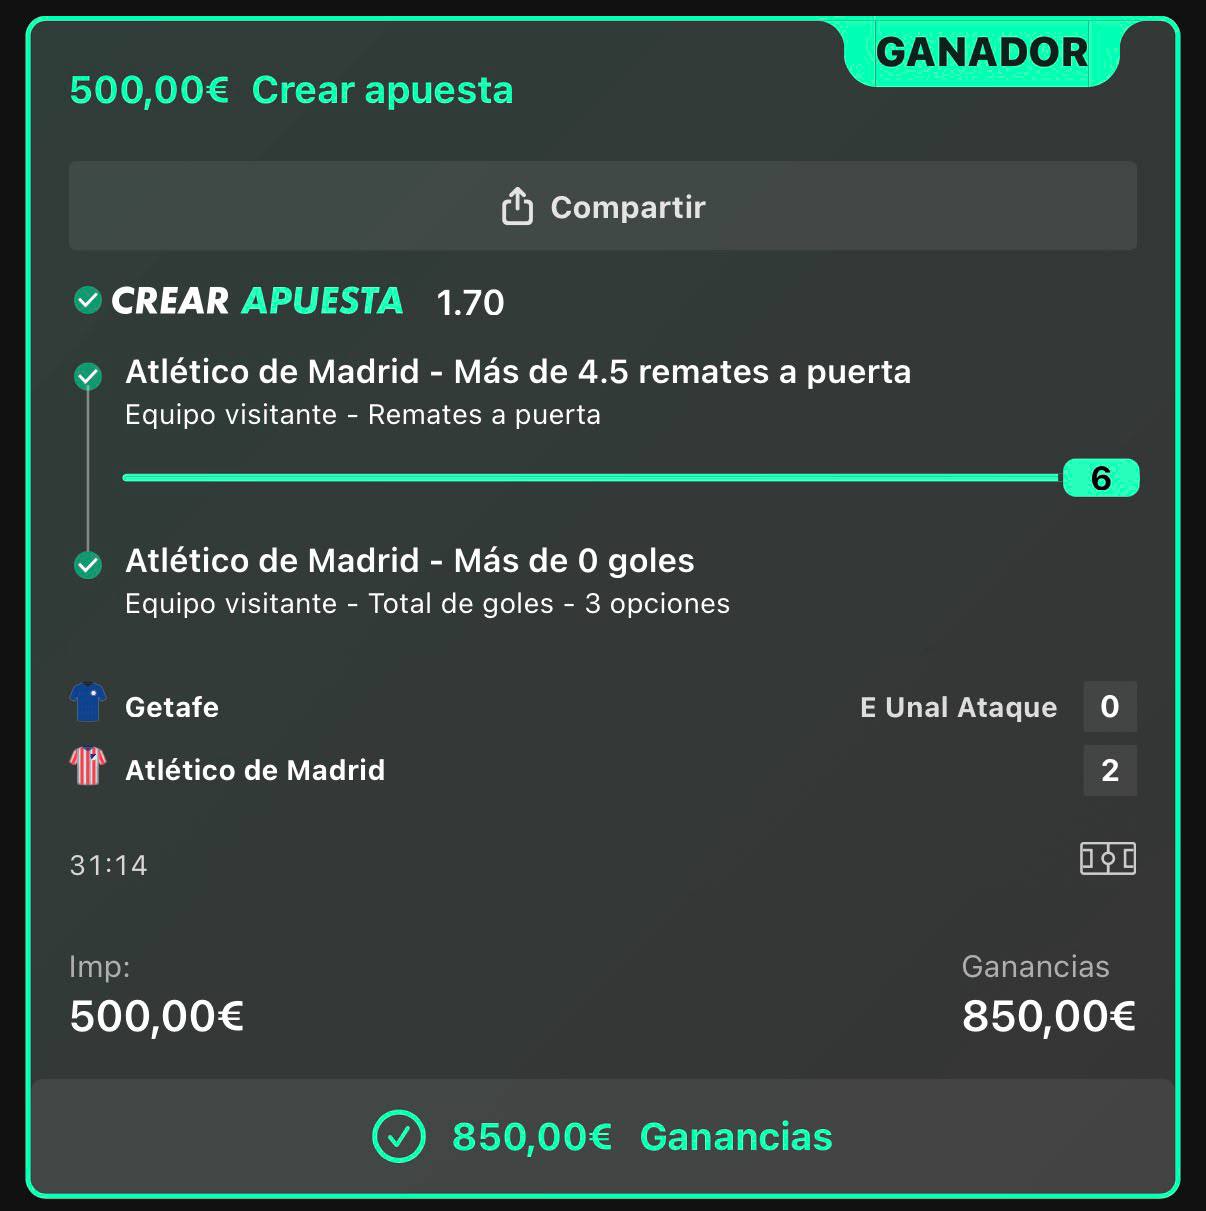 GANADOR
500,00€ Crear apuesta
Compartir
CREAR APUESTA 1.70
Atlético de Madrid - Más de 4.5 remates a puerta
Equipo visitante - Remates a puerta
6
Atlético de Madrid - Más de 0 goles
Equipo visitante - Total de goles - 3 opciones
Getafe E Unal Ataque 0
Atlético de Madrid 2
31:14
Imp: Ganancias
500,00€ 850,00€
850,00€ Ganancias